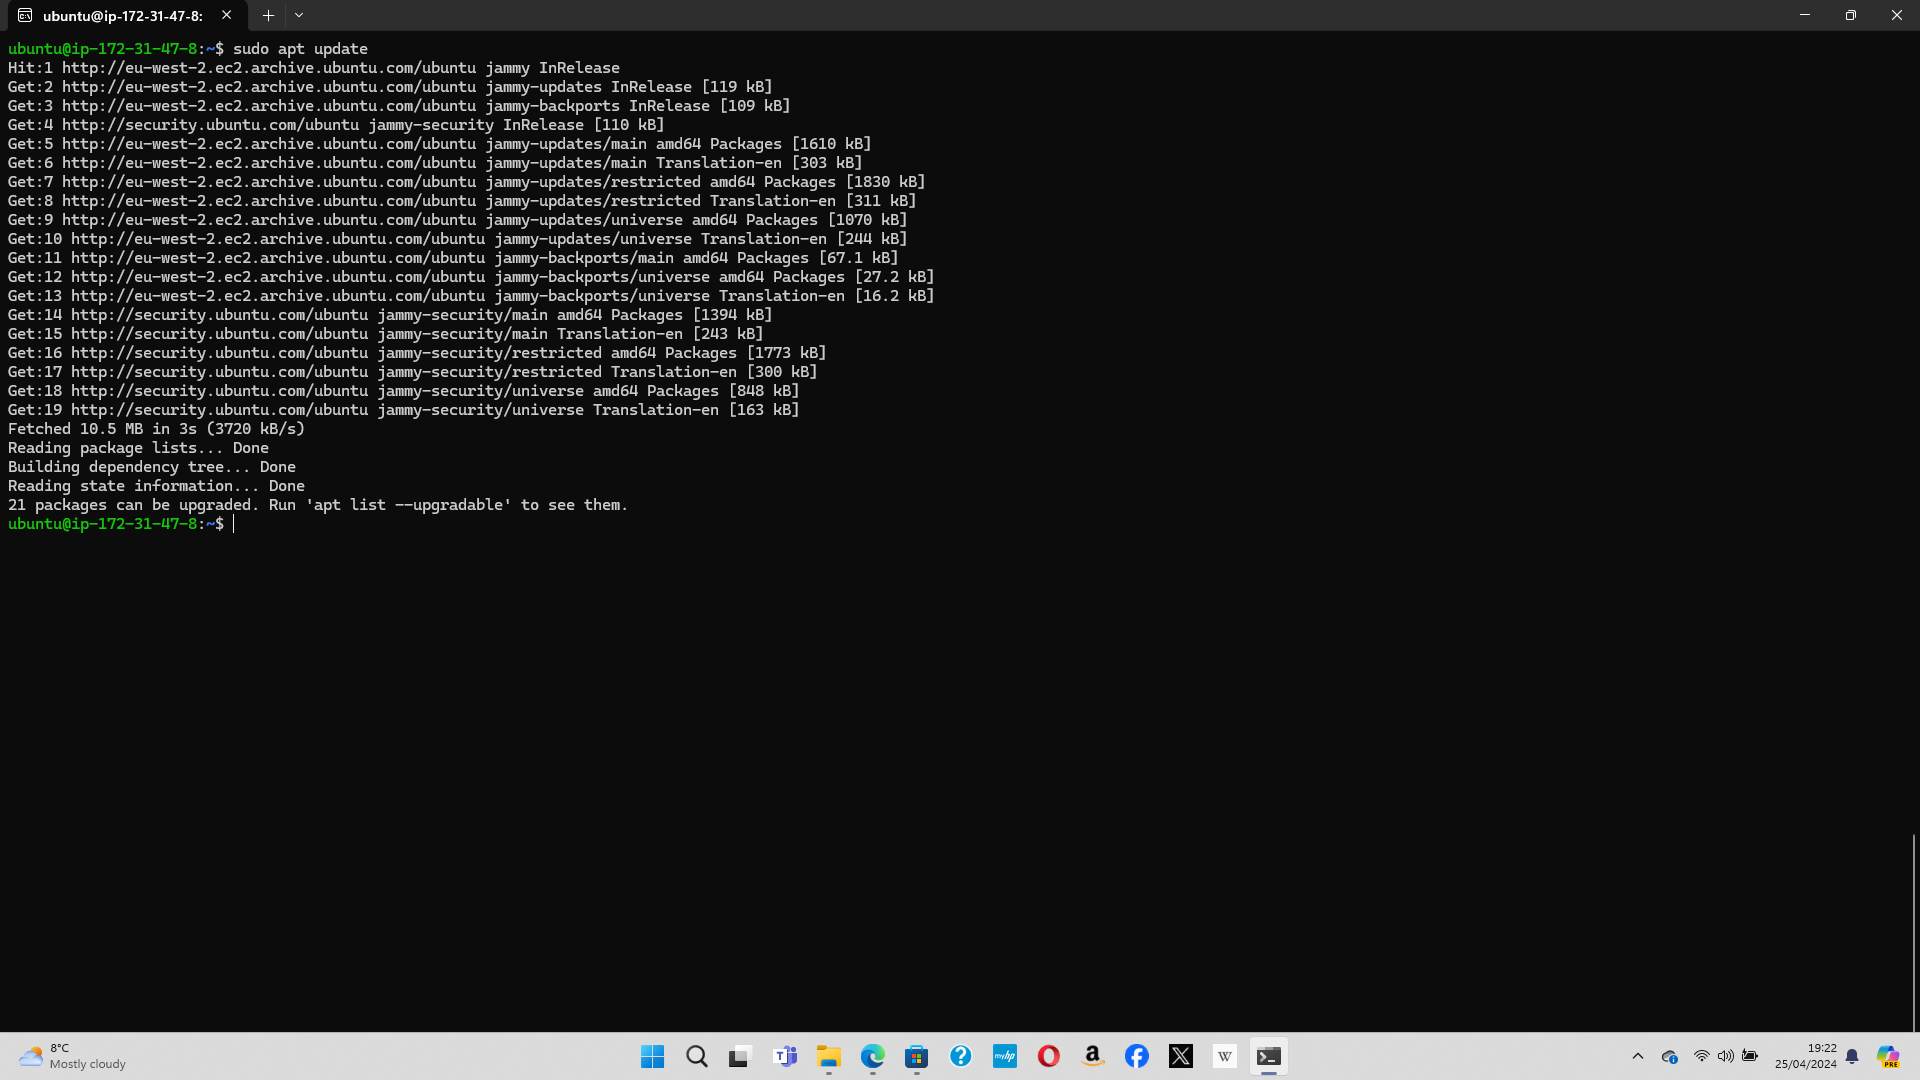 ubuntu@ip-172-31-47-8:
ubuntu@ip-172-31-47-8:~$ sudo apt update
Hit:1 http://eu-west-2.ec2.archive.ubuntu.com/ubuntu jammy InRelease
Get:2 http://eu-west-2.ec2.archive.ubuntu.com/ubuntu jammy-updates InRelease [119 kB]
Get:3 http://eu-west-2.ec2.archive.ubuntu.com/ubuntu jammy-backports InRelease [109 kB]
Get:4 http://security.ubuntu.com/ubuntu jammy-security InRelease [110 kB]
Get:5 http://eu-west-2.ec2.archive.ubuntu.com/ubuntu jammy-updates/main amd64 Packages [1610 kB]
Get:6 http://eu-west-2.ec2.archive.ubuntu.com/ubuntu jammy-updates/main Translation-en [303 kB]
Get:7 http://eu-west-2.ec2.archive.ubuntu.com/ubuntu jammy-updates/restricted amd64 Packages [1830 kB]
Get:8 http://eu-west-2.ec2.archive.ubuntu.com/ubuntu jammy-updates/restricted Translation-en [311 kB]
Get:9 http://eu-west-2.ec2.archive.ubuntu.com/ubuntu jammy-updates/universe amd64 Packages [1070 kB]
Get:10 http://eu-west-2.ec2.archive.ubuntu.com/ubuntu jammy-updates/universe Translation-en [244 kB]
Get:11 http://eu-west-2.ec2.archive.ubuntu.com/ubuntu jammy-backports/main amd64 Packages [67.1 kB]
Get:12 http://eu-west-2.ec2.archive.ubuntu.com/ubuntu jammy-backports/universe amd64 Packages [27.2 kB]
Get:13 http://eu-west-2.ec2.archive.ubuntu.com/ubuntu jammy-backports/universe Translation-en [16.2 kB]
Get:14 http://security.ubuntu.com/ubuntu jammy-security/main amd64 Packages [1394 kB]
Get:15 http://security.ubuntu.com/ubuntu jammy-security/main Translation-en [243 kB]
Get:16 http://security.ubuntu.com/ubuntu jammy-security/restricted amd64 Packages [1773 kB]
Get:17 http://security.ubuntu.com/ubuntu jammy-security/restricted Translation-en [300 kB]
Get:18 http://security.ubuntu.com/ubuntu jammy-security/universe amd64 Packages [848 kB]
Get:19 http://security.ubuntu.com/ubuntu jammy-security/universe Translation-en [163 kB]
Fetched 10.5 MB in 3s (3720 kB/s)
Reading package lists... Done
Building dependency tree... Done
Reading state information... Done
21 packages can be upgraded. Run 'apt list --upgradable' to see them.
ubuntu@ip-172-31-47-8:~$
8°C
Mostly cloudy
myhp
W
PRE
19:22
25/04/2024